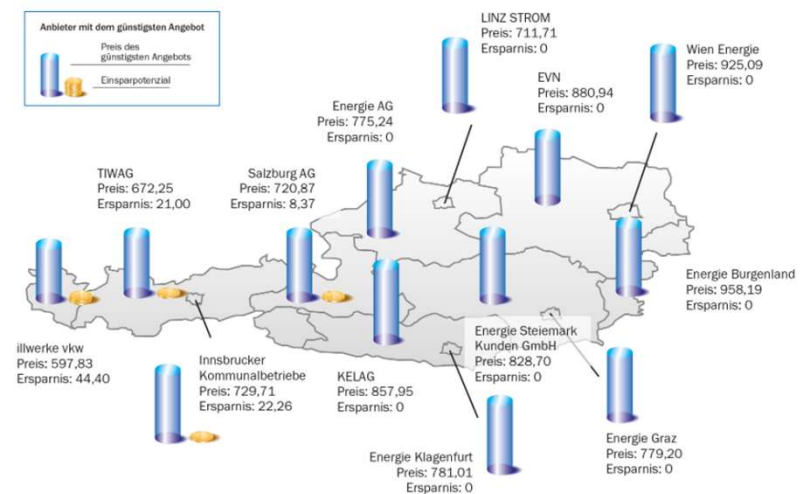 Anbieter mit dem günstigsten Angebot
Preis des
günstigsten Angebots
Einsparpotenzial
LINZ STROM
Preis: 711,71
Ersparnis: 0
Wien Energie
Preis: 925,09
Ersparnis: 0
EVN
Preis: 880,94
Ersparnis: 0
Energie AG
Preis: 775,24
Ersparnis: 0
TIWAG
Preis: 672,25
Ersparnis: 21,00
Salzburg AG
Preis: 720,87
Ersparnis: 8,37
Energie Burgenland
Preis: 958,19
Ersparnis: 0
illwerke vkw
Preis: 597,83
Ersparnis: 44,40
Innsbrucker
Kommunalbetriebe
Preis: 729,71
Ersparnis: 22,26
KELAG
Preis: 857,95
Ersparnis: 0
Energie Steiemark
Kunden GmbH
Preis: 828,70
Ersparnis: 0
Energie Graz
Preis: 779,20
Ersparnis: 0
Energie Klagenfurt
Preis: 781,01
Ersparnis: 0